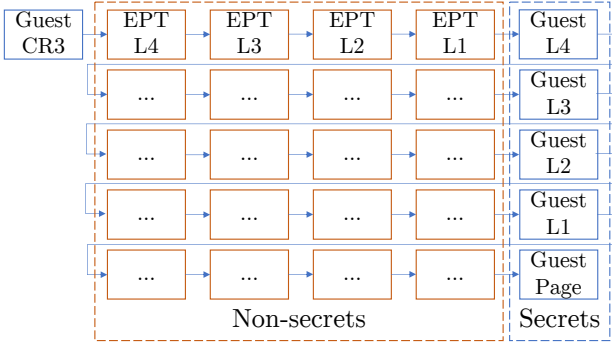 Guest CR3
EPT L4
EPT L3
EPT L2
EPT L1
Guest L4
...
...
...
...
Guest L3
...
...
...
...
Guest L2
...
...
...
...
Guest L1
...
...
...
...
Guest Page
Non-secrets
Secrets